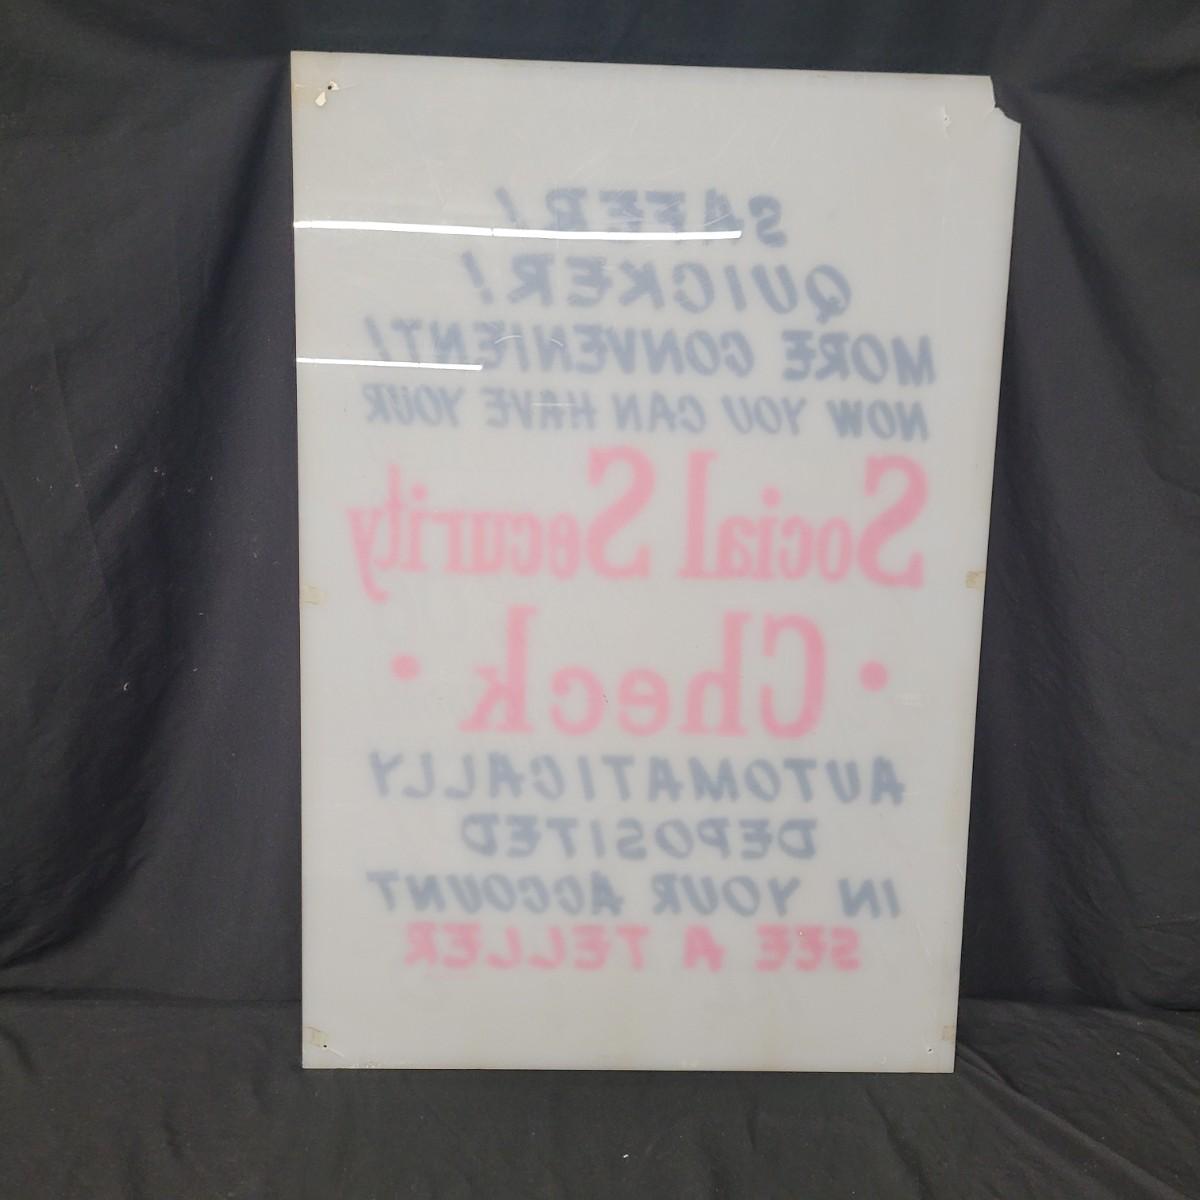 SAFER!
QUICKER!
MORE CONVENIENT!
NOW YOU CAN HAVE YOUR
Social Security
• Check •
AUTOMATICALLY
DEPOSITED
IN YOUR ACCOUNT
SEE A TELLER